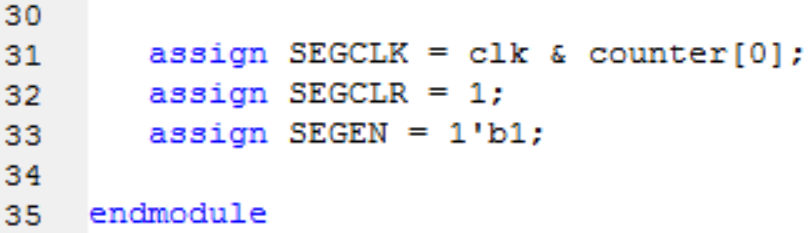 30
31 assign SEGCLK = clk & counter[0];
32 assign SEGCLR = 1;
33 assign SEGEN = 1'b1;
34
35 endmodule